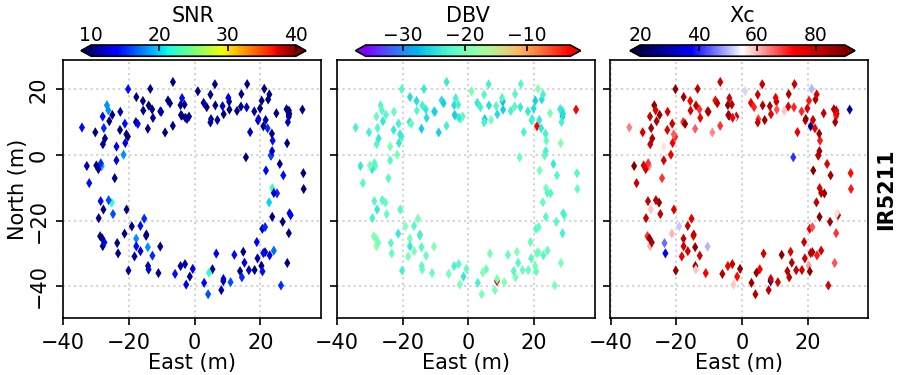 SNR DBV Xc
10 20 30 40 −30 −20 −10 20 40 60 80
North (m)
20
0
−20
−40
−40 −20 0 20 −40 −20 0 20 −40 −20 0 20
East (m) East (m) East (m)
IR5211